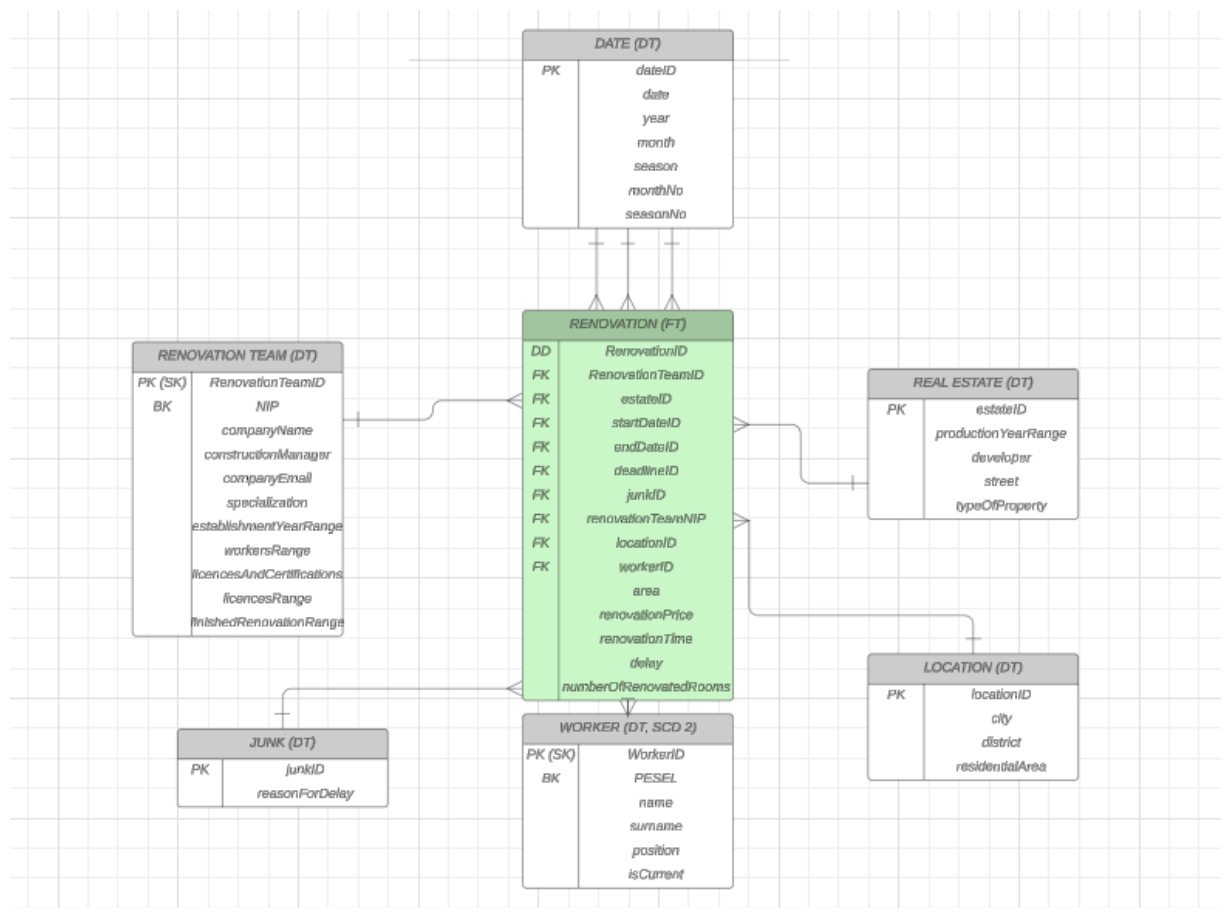 DATE (DT)
PK dateID
date
year
month
season
monthNo
seasonNo
RENOVATION (FT)
DD RenovationID
FK RenovationTeamID
FK estateID
FK startDateID
FK endDateID
FK deadlineID
FK junkID
FK renovationTeamNIP
FK locationID
FK workerID
area
renovationPrice
renovationTime
delay
numberOfRenovatedRooms
RENOVATION TEAM (DT)
PK (SK) RenovationTeamID
BK NIP
companyName
constructionManager
companyEmail
specialization
establishmentYearRange
workersRange
licencesAndCertifications
licencesRange
finishedRenovationRange
REAL ESTATE (DT)
PK estateID
productionYearRange
developer
street
typeOfProperty
LOCATION (DT)
PK locationID
city
district
residentialArea
JUNK (DT)
PK junkID
reasonForDelay
WORKER (DT, SCD 2)
PK (SK) WorkerID
BK PESEL
name
surname
position
isCurrent